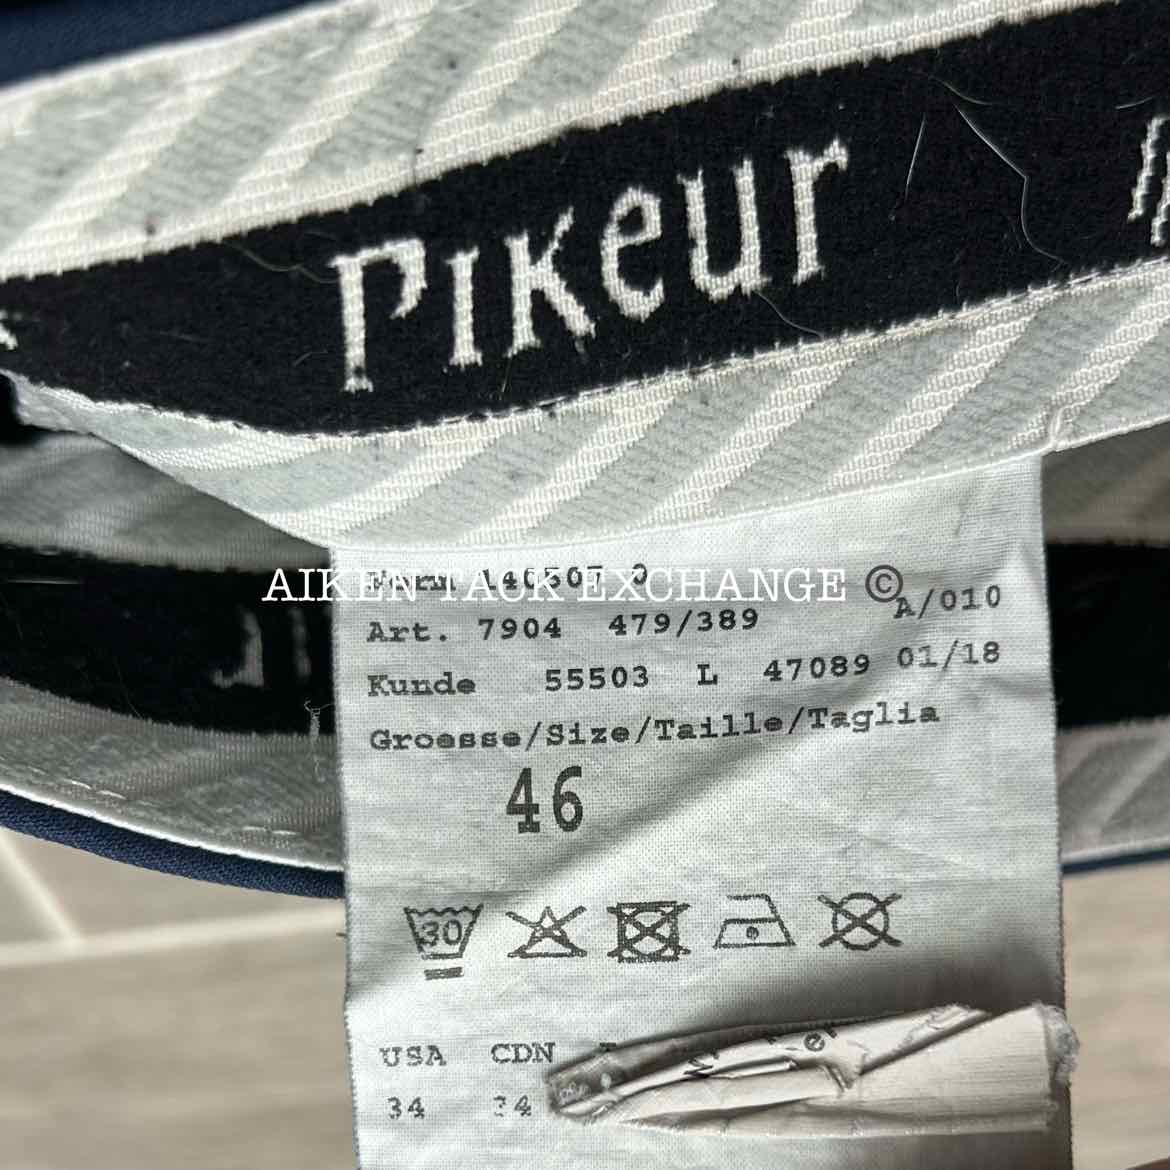 PIKeur
AIKEN TACK EXCHANGE ©
A/010
Art. 7904 479/389
Kunde 55503 L 47089 01/18
Groesse/Size/Taille/Taglia
46
30
USA CDN
34 34